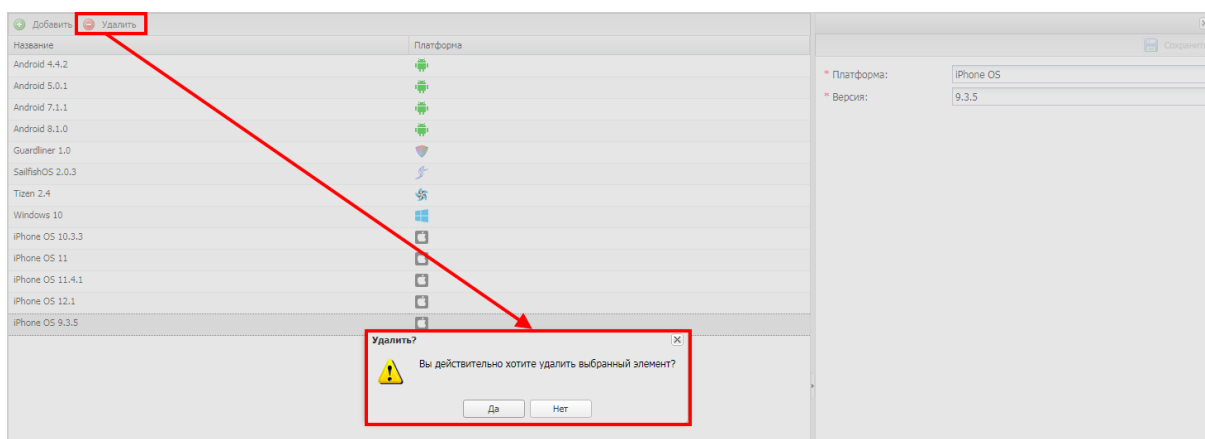 Добавить Удалить
Название Платформа
Android 4.4.2
Android 5.0.1
Android 7.1.1
Android 8.1.0
Guardliner 1.0
SailfishOS 2.0.3
Tizen 2.4
Windows 10
iPhone OS 10.3.3
iPhone OS 11
iPhone OS 11.4.1
iPhone OS 12.1
iPhone OS 9.3.5
Сохранить
* Платформа: iPhone OS
* Версия: 9.3.5
Удалить?
Вы действительно хотите удалить выбранный элемент?
Да Нет